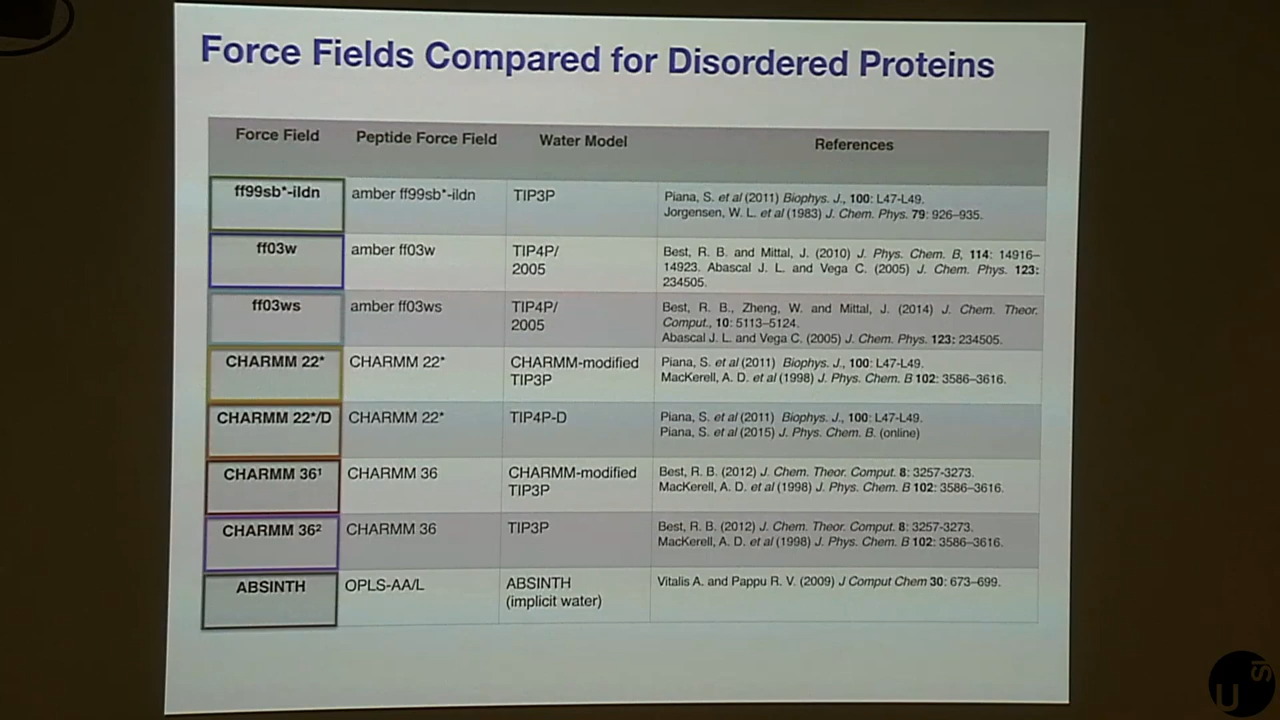 Force Fields Compared for Disordered Proteins
Force Field Peptide Force Field Water Model References
ff99sb*-ildn amber ff99sb*-ildn TIP3P Piana, S. et al (2011) Biophys. J., 100: L47-L49.
Jorgensen, W. L. et al (1983) J. Chem. Phys. 79: 926–935.
ff03w amber ff03w TIP4P/ Best, R. B. and Mittal, J. (2010) J. Phys. Chem. B, 114: 14916–
2005 14923. Abascal J. L. and Vega C. (2005) J. Chem. Phys. 123:
234505.
ff03ws amber ff03ws TIP4P/ Best, R. B., Zheng, W. and Mittal, J. (2014) J. Chem. Theor.
2005 Comput., 10: 5113–5124.
Abascal J. L. and Vega C. (2005) J. Chem. Phys. 123: 234505.
CHARMM 22* CHARMM 22* CHARMM-modified Piana, S. et al (2011) Biophys. J., 100: L47-L49.
TIP3P MacKerell, A. D. et al (1998) J. Phys. Chem. B 102: 3586–3616.
CHARMM 22*/D CHARMM 22* TIP4P-D Piana, S. et al (2011) Biophys. J., 100: L47-L49.
Piana, S. et al (2015) J. Phys. Chem. B. (online)
CHARMM 36¹ CHARMM 36 CHARMM-modified Best, R. B. (2012) J. Chem. Theor. Comput. 8: 3257-3273.
TIP3P MacKerell, A. D. et al (1998) J. Phys. Chem. B 102: 3586–3616.
CHARMM 36² CHARMM 36 TIP3P Best, R. B. (2012) J. Chem. Theor. Comput. 8: 3257-3273.
MacKerell, A. D. et al (1998) J. Phys. Chem. B 102: 3586–3616.
ABSINTH OPLS-AA/L ABSINTH Vitalis A. and Pappu R. V. (2009) J Comput Chem 30: 673–699.
(implicit water)
U SI